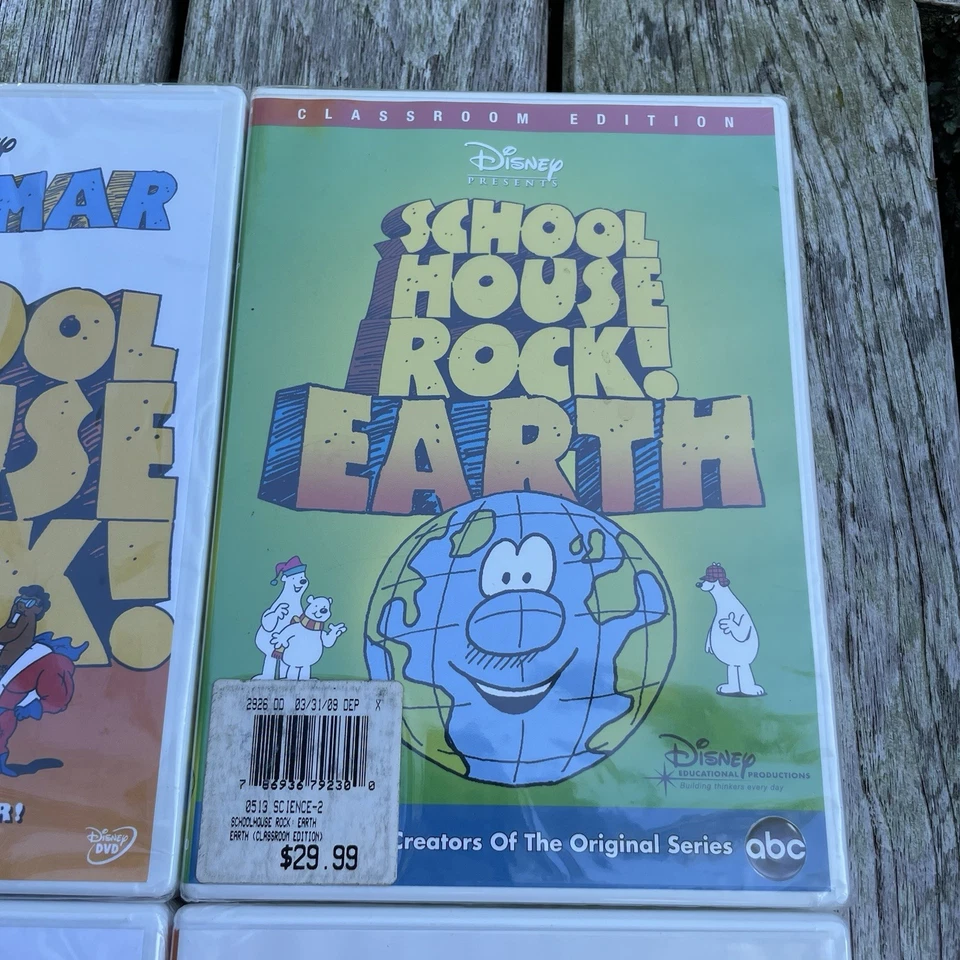 MAR
OOL
USE
K!
R!
Disney
DVD
CLASSROOM EDITION
Disney
PRESENTS
SCHOOL
HOUSE
ROCK!
EARTH
2926 DD 03/31/09 DEP X
7 86936 79230 0
0519 SCIENCE-2
SCHOOLHOUSE ROCK: EARTH
EARTH (CLASSROOM EDITION)
$29.99
Disney
EDUCATIONAL PRODUCTIONS
Building thinkers every day
Creators Of The Original Series
abc